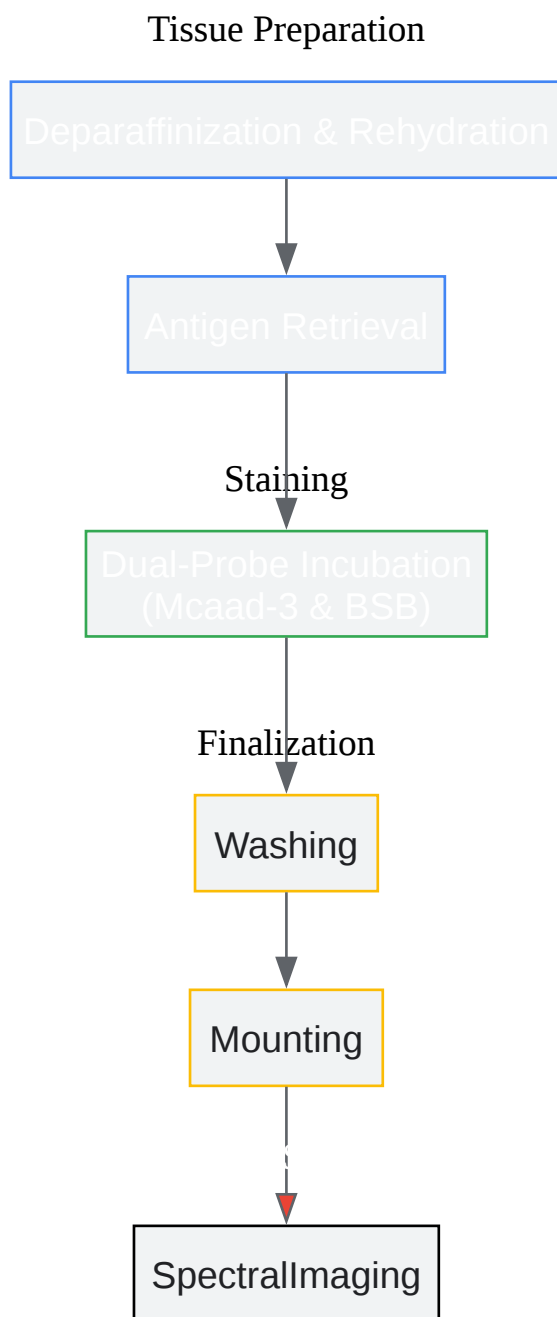 Tissue Preparation
Deparaffinization & Rehydration
Antigen Retrieval
Staining
Dual-Probe Incubation
(Mcaad-3 & BSB)
Finalization
Washing
Mounting
SpectralImaging